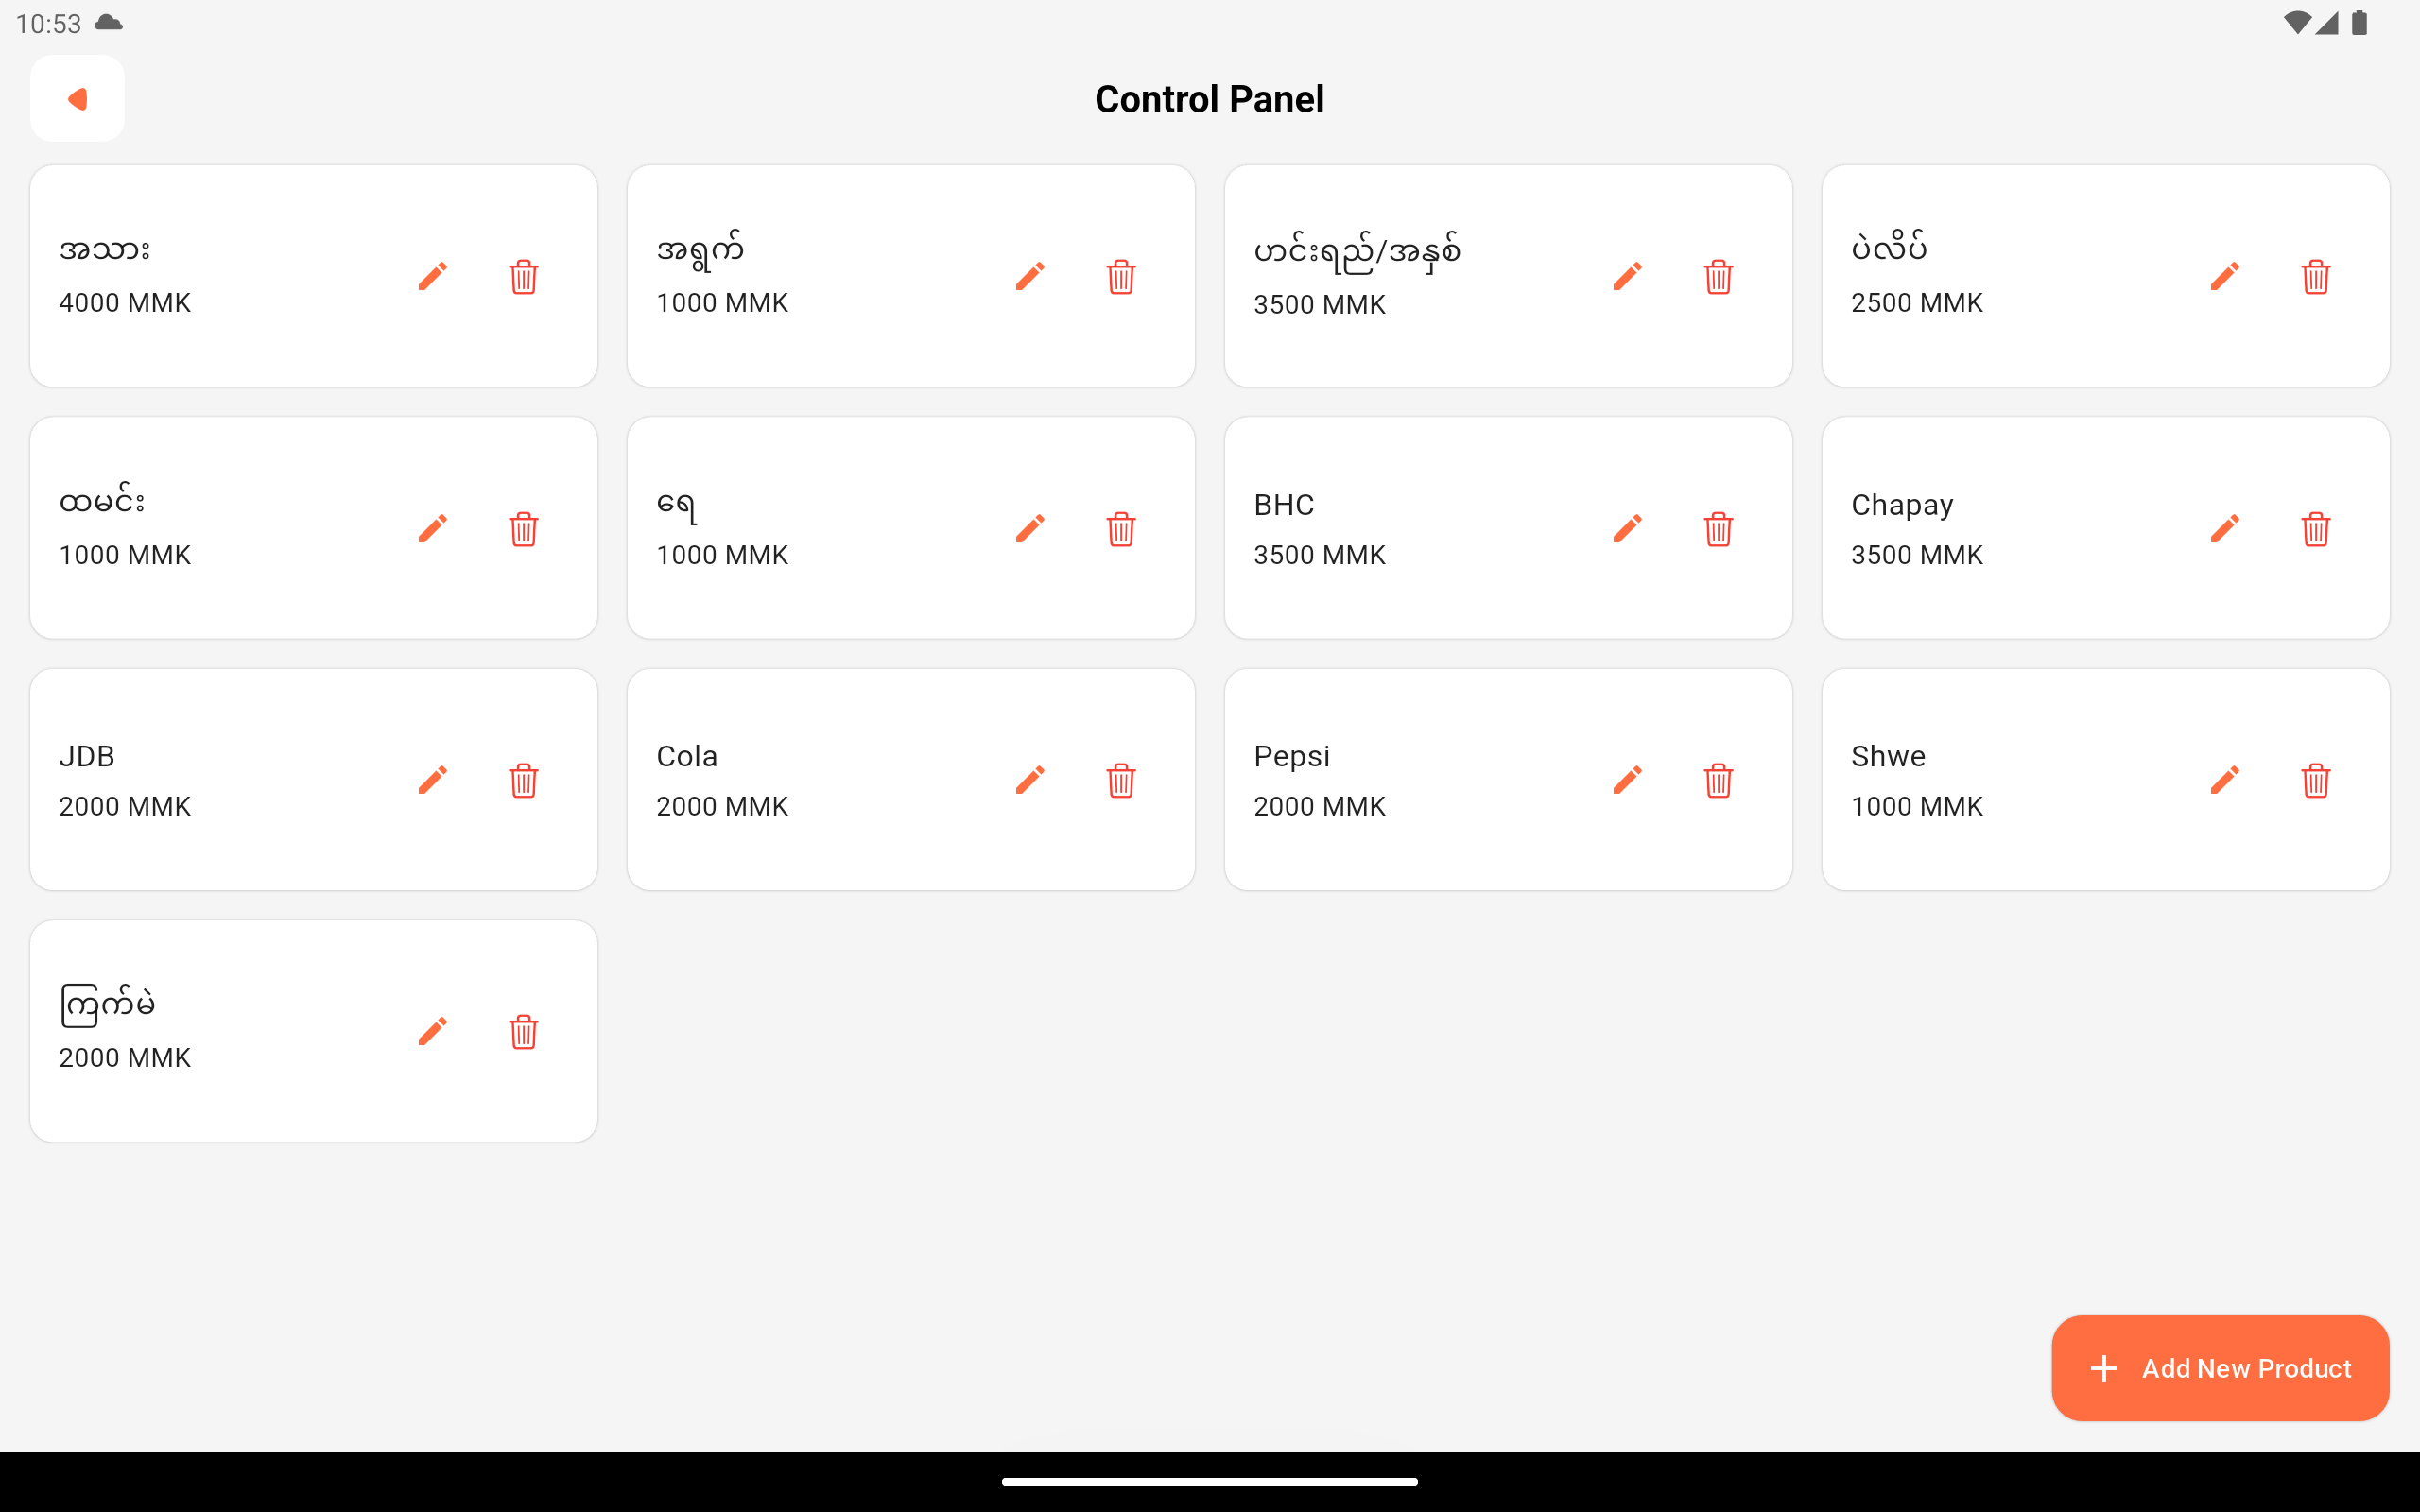 10:53
Control Panel
အသား
4000 MMK
အရွက်
1000 MMK
ဟင်းရည်/အနှစ်
3500 MMK
ပဲလိပ်
2500 MMK
ထမင်း
1000 MMK
ရေ
1000 MMK
BHC
3500 MMK
Chapay
3500 MMK
JDB
2000 MMK
Cola
2000 MMK
Pepsi
2000 MMK
Shwe
1000 MMK
ကြက်မဲ
2000 MMK
Add New Product